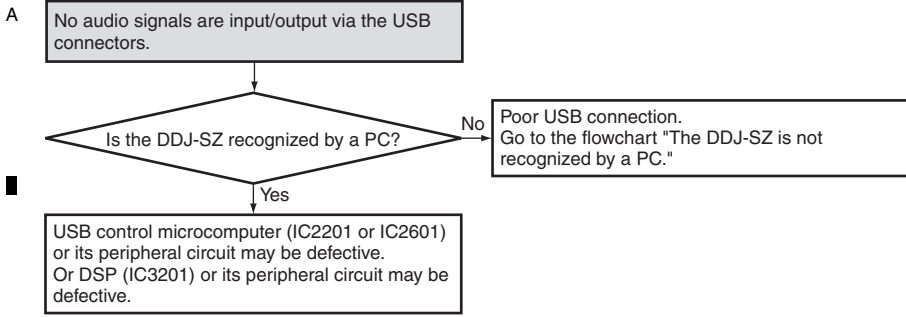 A
No audio signals are input/output via the USB
connectors.
Is the DDJ-SZ recognized by a PC?
No
Poor USB connection.
Go to the flowchart "The DDJ-SZ is not
recognized by a PC."
Yes
USB control microcomputer (IC2201 or IC2601)
or its peripheral circuit may be defective.
Or DSP (IC3201) or its peripheral circuit may be
defective.